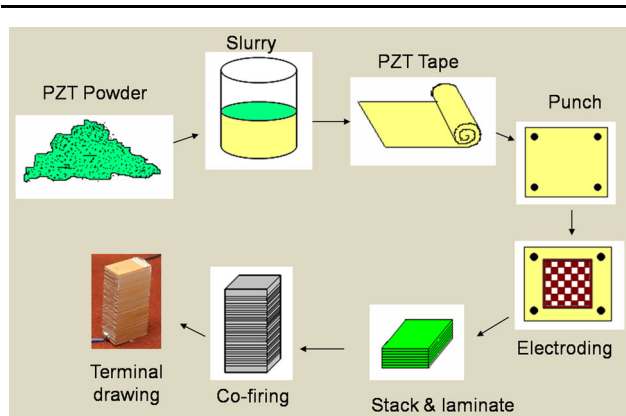 Slurry
PZT Powder
PZT Tape
Punch
Electroding
Stack & laminate
Co-firing
Terminal
drawing